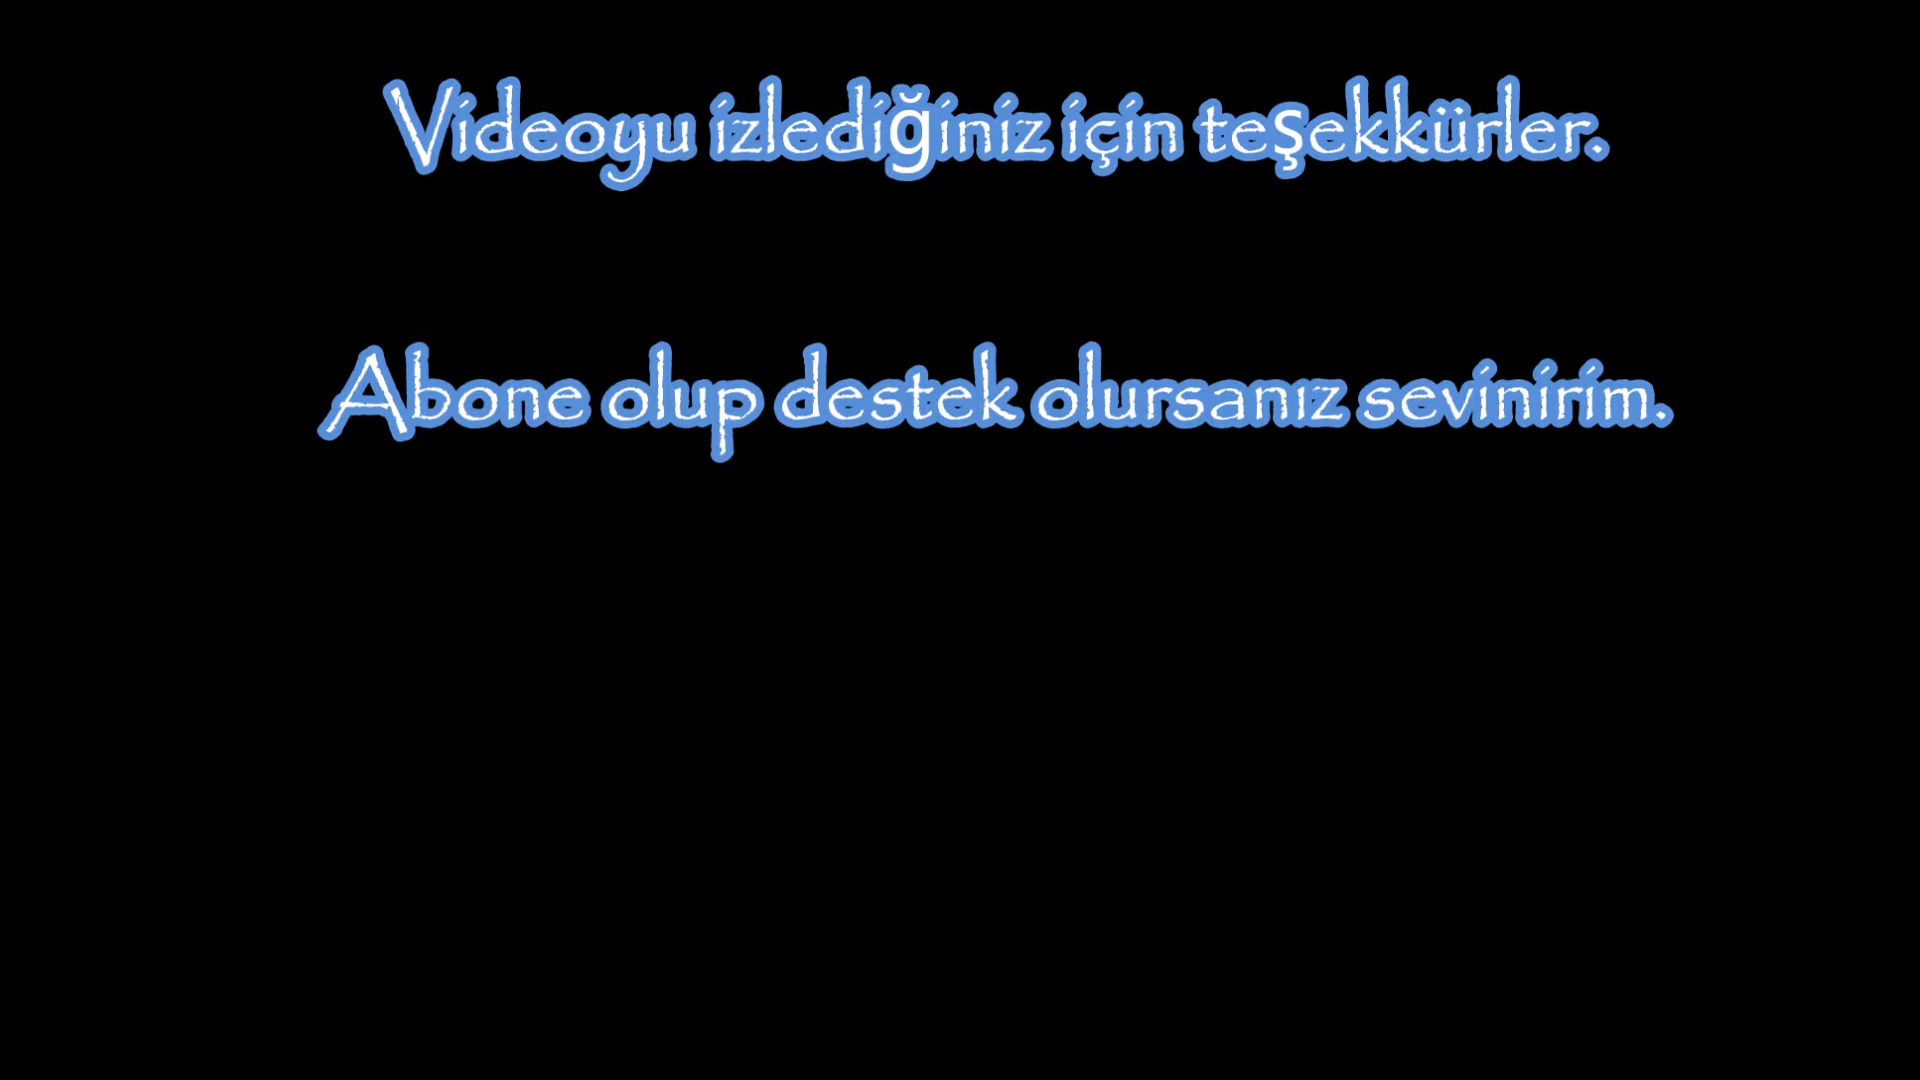 Videoyu izlediğiniz için teşekkürler.
Abone olup destek olursanız sevinirim.